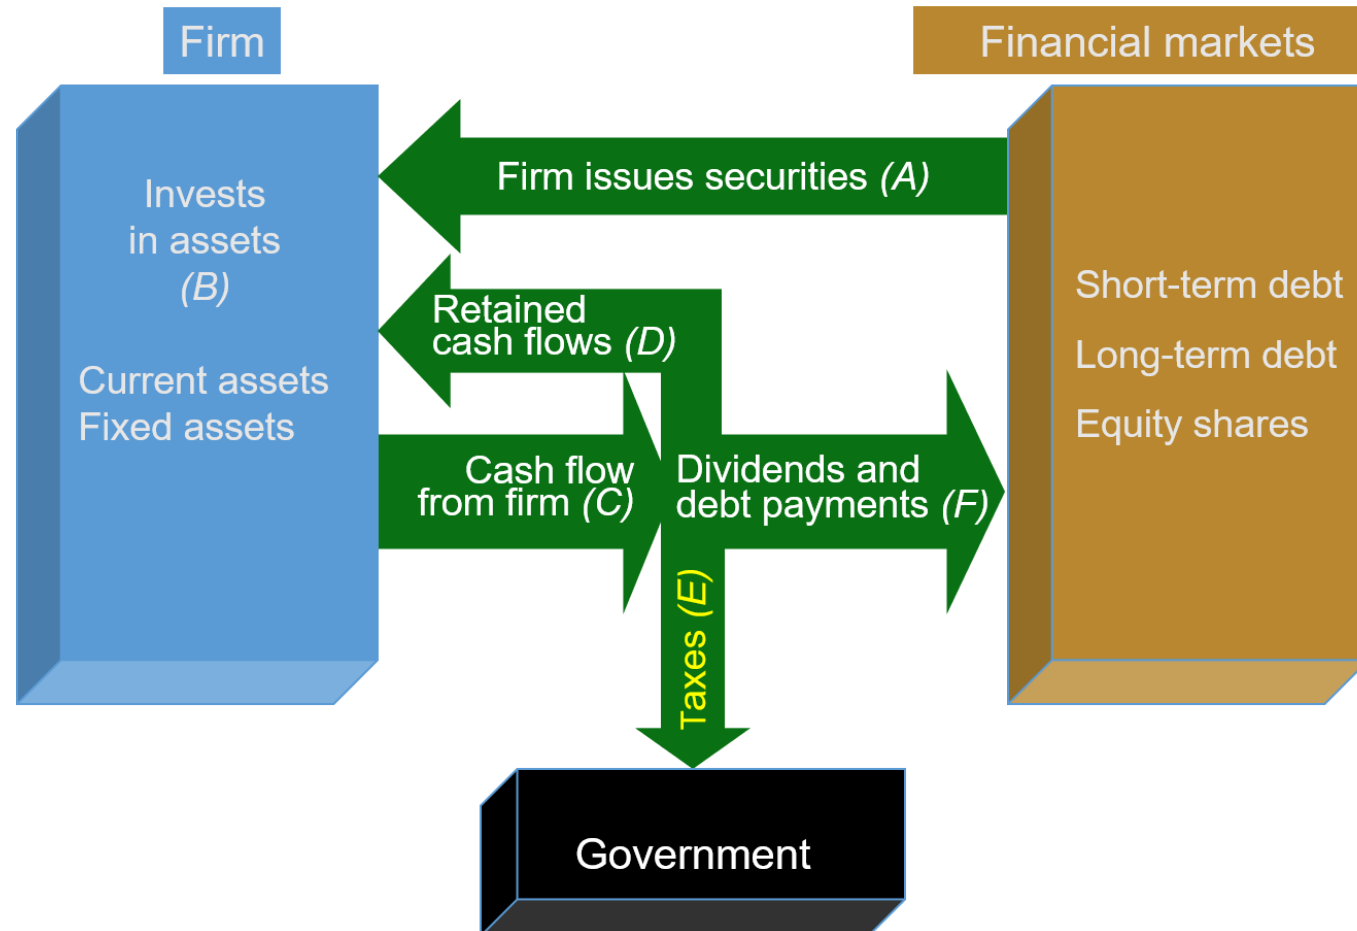 Firm
Financial markets
Firm issues securities (A)
Invests
in assets
(B)
Current assets
Fixed assets
Retained
cash flows (D)
Cash flow
from firm (C)
Dividends and
debt payments (F)
Taxes (E)
Short-term debt
Long-term debt
Equity shares
Government